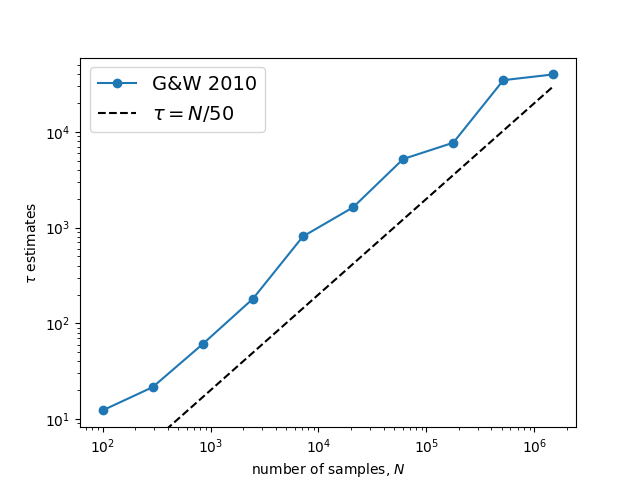 G&W 2010
τ = N/50
10⁴
10³
10²
10¹
τ estimates
10² 10³ 10⁴ 10⁵ 10⁶
number of samples, N